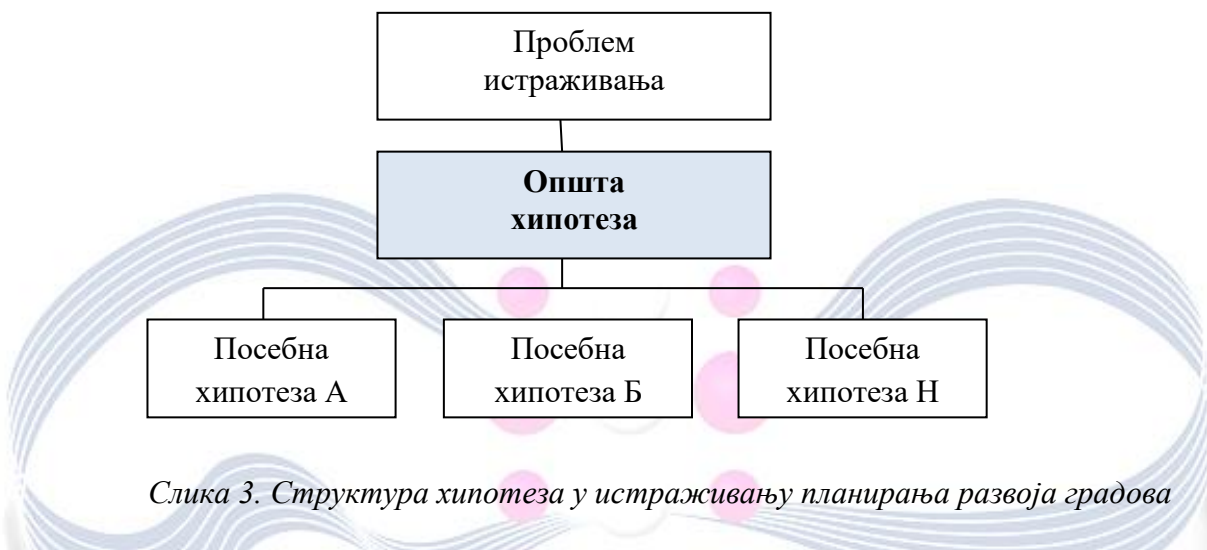 Проблем
истраживања
Општа
хипотеза
Посебна
хипотеза А
Посебна
хипотеза Б
Посебна
хипотеза Н
Слика 3. Структура хипотеза у истраживању планирања развоја градова